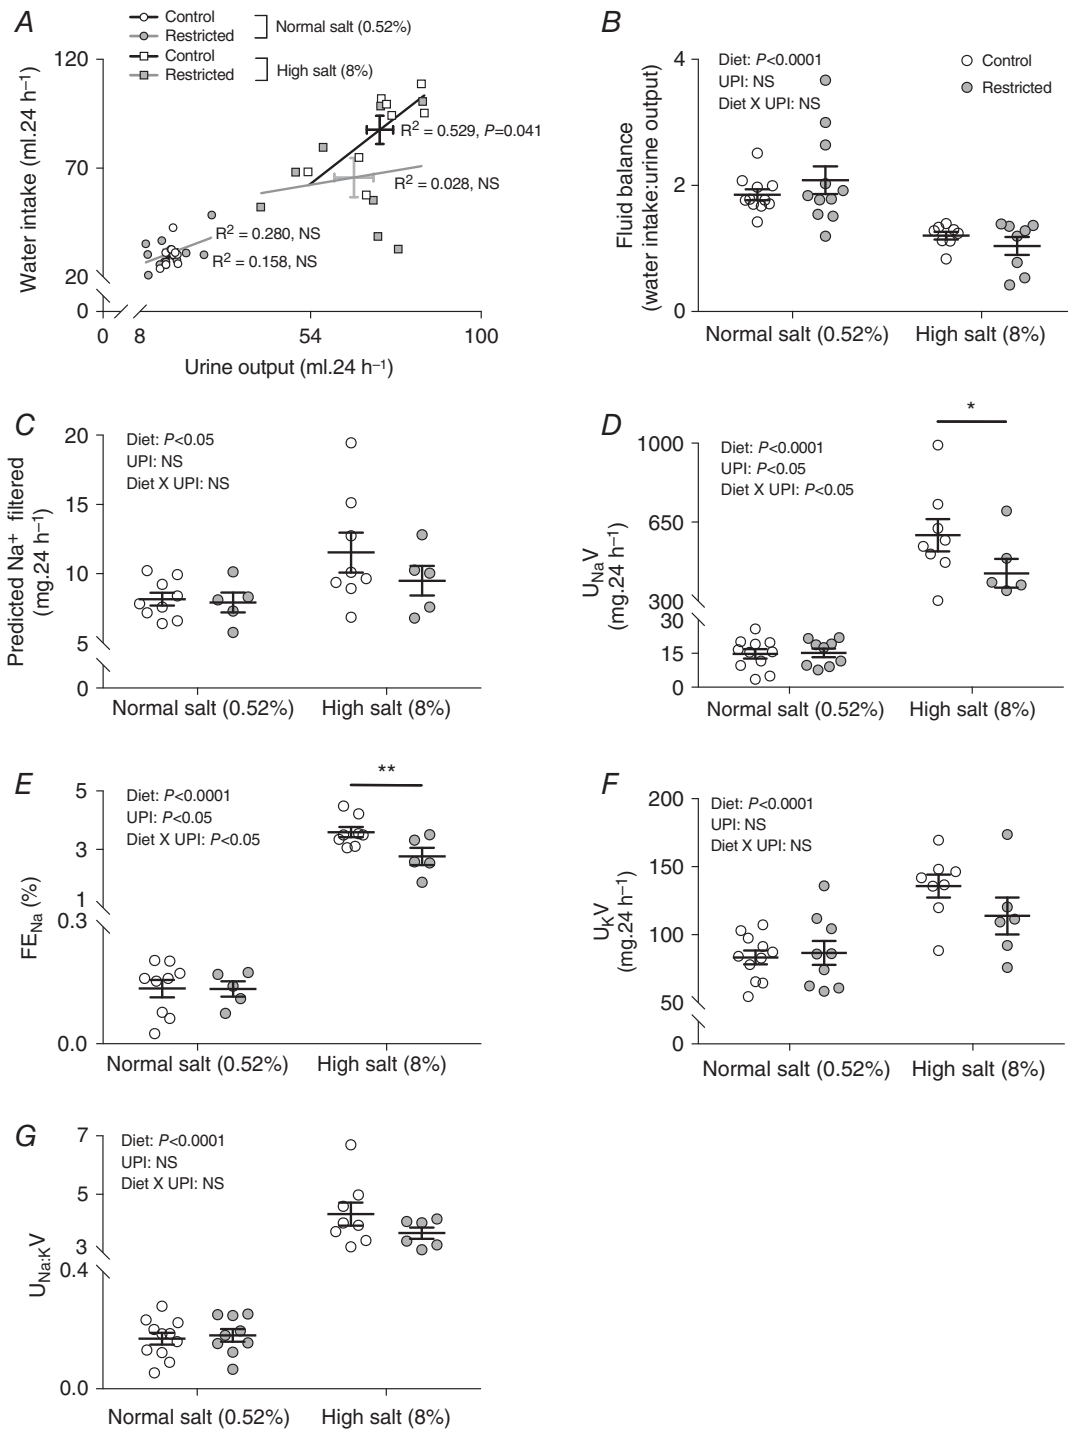 A
Control
Restricted
Normal salt (0.52%)
Control
Restricted
High salt (8%)
Water intake (ml.24 h⁻¹)
120
70
20
0
R² = 0.529, P=0.041
R² = 0.028, NS
R² = 0.280, NS
R² = 0.158, NS
0 8 54 100
Urine output (ml.24 h⁻¹)
B
Diet: P<0.0001
UPI: NS
Diet X UPI: NS
Control
Restricted
Fluid balance
(water intake:urine output)
4
2
0
Normal salt (0.52%) High salt (8%)
C
Diet: P<0.05
UPI: NS
Diet X UPI: NS
Predicted Na⁺ filtered
(mg.24 h⁻¹)
20
15
10
5
0
Normal salt (0.52%) High salt (8%)
D
Diet: P<0.0001
UPI: P<0.05
Diet X UPI: P<0.05
*
UNaV
(mg.24 h⁻¹)
1000
650
300
30
15
0
Normal salt (0.52%) High salt (8%)
E
Diet: P<0.0001
UPI: P<0.05
Diet X UPI: P<0.05
**
FENa (%)
5
3
1
0.3
0.0
Normal salt (0.52%) High salt (8%)
F
Diet: P<0.0001
UPI: NS
Diet X UPI: NS
UKV
(mg.24 h⁻¹)
200
150
100
50
0
Normal salt (0.52%) High salt (8%)
G
Diet: P<0.0001
UPI: NS
Diet X UPI: NS
UNa:KV
7
5
3
0.4
0.0
Normal salt (0.52%) High salt (8%)